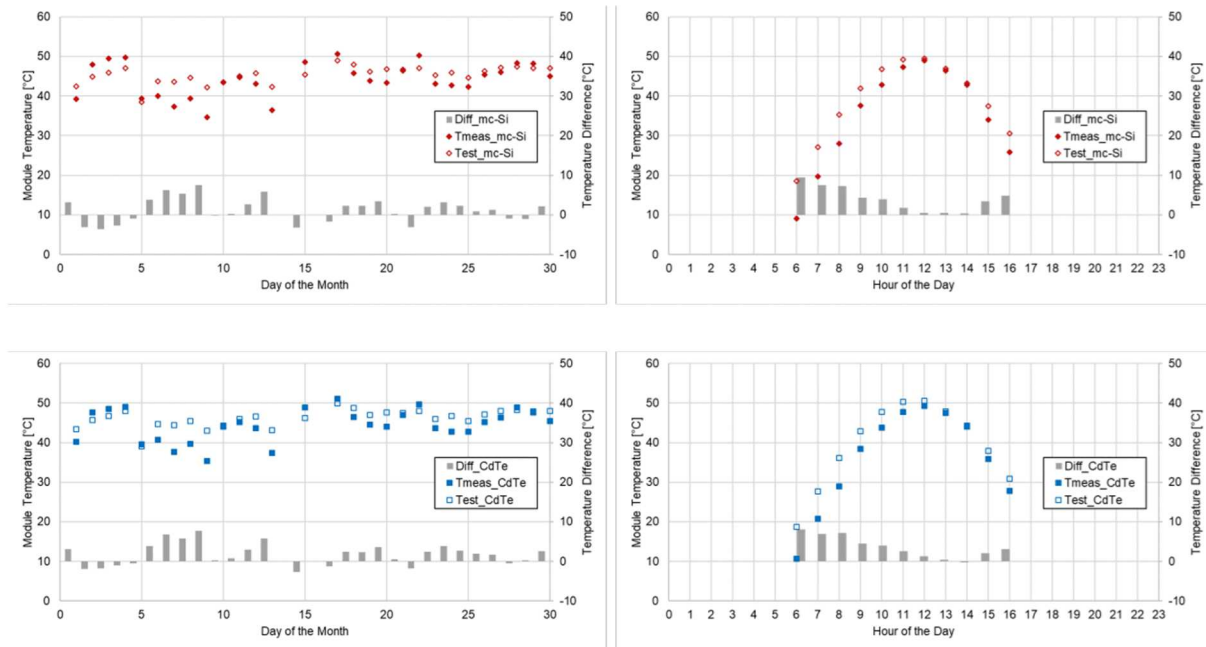 60 50
50 40
40 30
30 20
20 10
10 0
0 -10
Module Temperature [°C]
Temperature Difference [°C]
Diff_mc-Si
Tmeas_mc-Si
Test_mc-Si
0 5 10 15 20 25 30
Day of the Month
60 50
50 40
40 30
30 20
20 10
10 0
0 -10
Module Temperature [°C]
Temperature Difference [°C]
Diff_mc-Si
Tmeas_mc-Si
Test_mc-Si
0 1 2 3 4 5 6 7 8 9 10 11 12 13 14 15 16 17 18 19 20 21 22 23
Hour of the Day
60 50
50 40
40 30
30 20
20 10
10 0
0 -10
Module Temperature [°C]
Temperature Difference [°C]
Diff_CdTe
Tmeas_CdTe
Test_CdTe
0 5 10 15 20 25 30
Day of the Month
60 50
50 40
40 30
30 20
20 10
10 0
0 -10
Module Temperature [°C]
Temperature Difference [°C]
Diff_CdTe
Tmeas_CdTe
Test_CdTe
0 1 2 3 4 5 6 7 8 9 10 11 12 13 14 15 16 17 18 19 20 21 22 23
Hour of the Day